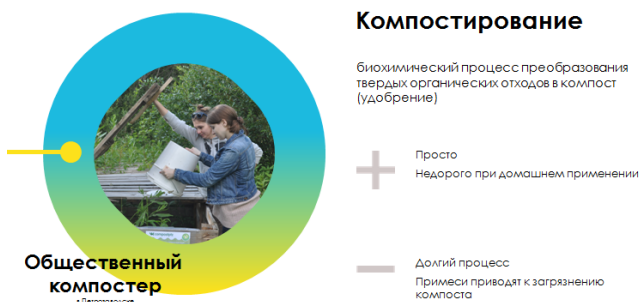 Компостирование
биохимический процесс преобразования
твердых органических отходов в компост
(удобрение)
Просто
Недорого при домашнем применении
Общественный
компостер
Долгий процесс
Примеси приводят к загрязнению
компоста